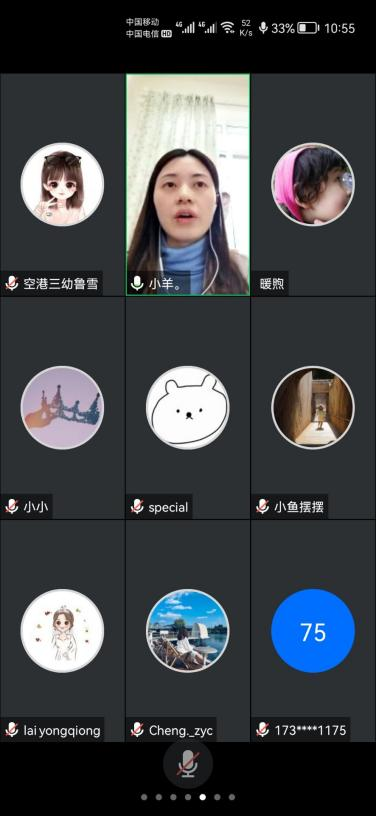 中国移动
中国电信 HD
4G 4G 52 K/s 33% 10:55
空港三幼鲁雪
小羊。
暖煦
小小
special
小鱼摆摆
75
lai yongqiong
Cheng._zyc
173****1175